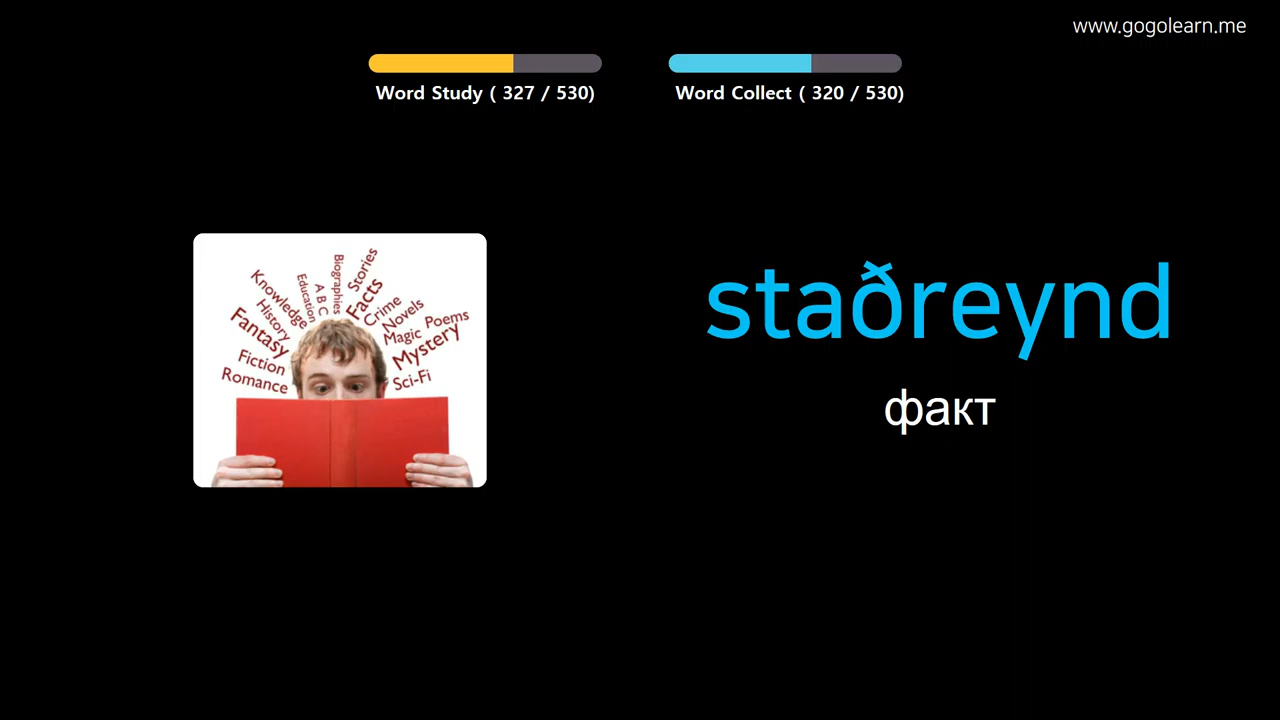 www.gogolearn.me
Word Study ( 327 / 530)
Word Collect ( 320 / 530)
staðreynd
факт
Stories
Biographies
Facts
A B C
Education
Knowledge
Crime
Novels
History
Poems
Magic
Fantasy
Mystery
Fiction
Sci-Fi
Romance